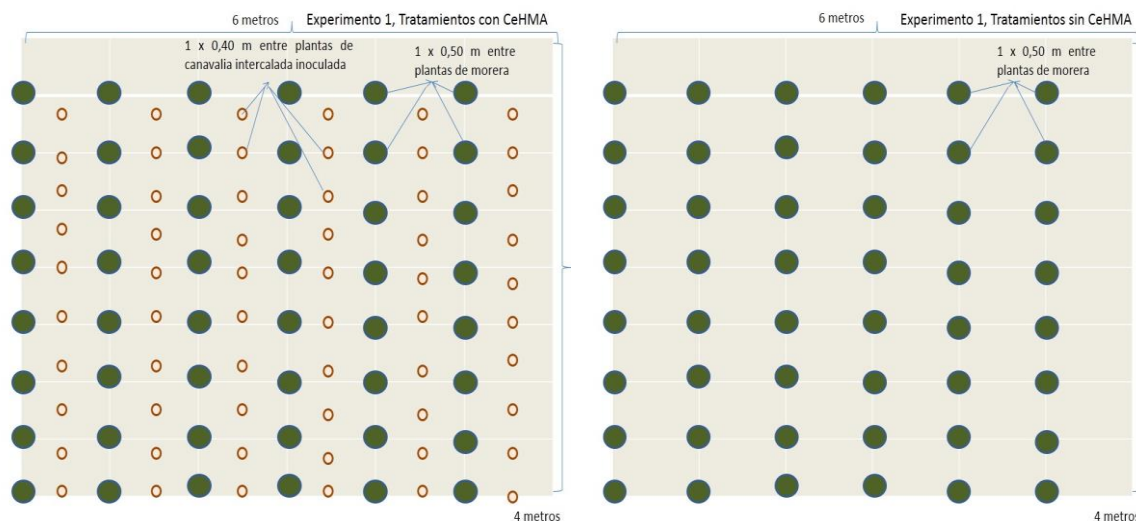 6 metros
Experimento 1, Tratamientos con CeHMA
1 x 0,40 m entre plantas de
canavalia intercalada inoculada
1 x 0,50 m entre
plantas de morera
4 metros
6 metros
Experimento 1, Tratamientos sin CeHMA
1 x 0,50 m entre
plantas de morera
4 metros